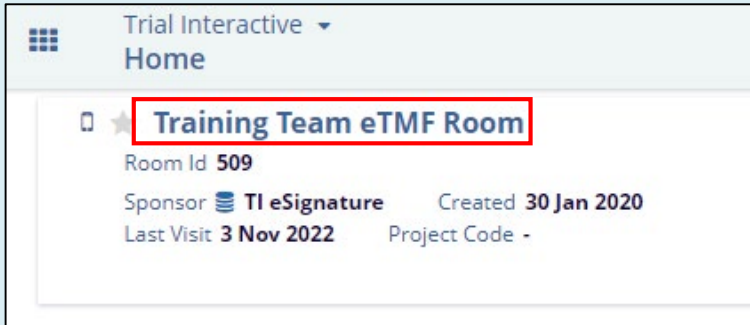 Trial Interactive
Home
Training Team eTMF Room
Room Id 509
Sponsor TI eSignature Created 30 Jan 2020
Last Visit 3 Nov 2022 Project Code -